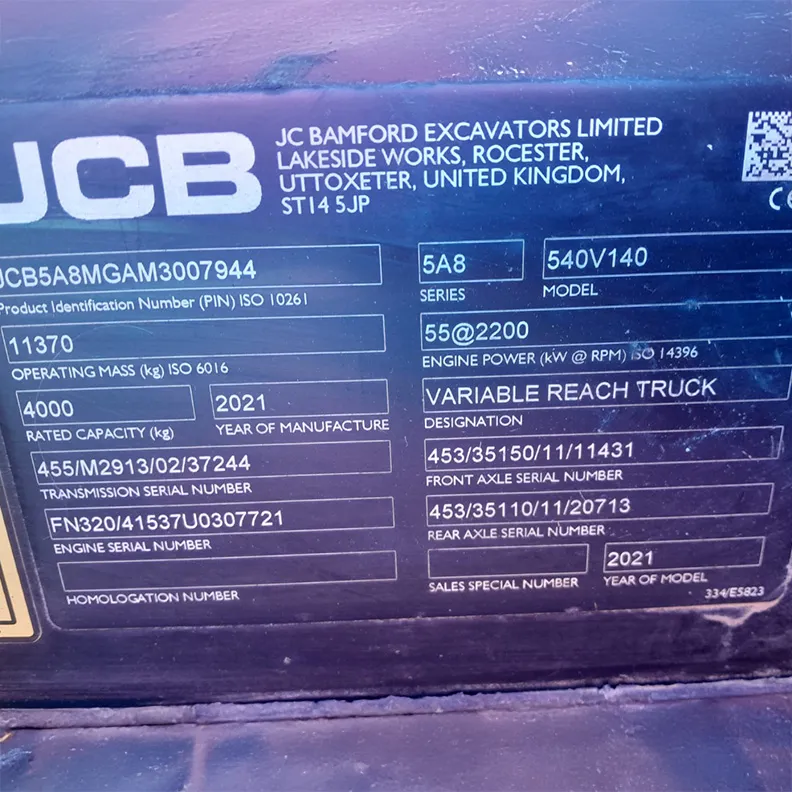 JCB
JC BAMFORD EXCAVATORS LIMITED
LAKESIDE WORKS, ROCESTER,
UTTOXETER, UNITED KINGDOM,
ST14 5JP
CE
JCB5A8MGAM3007944
Product Identification Number (PIN) ISO 10261
5A8
SERIES
540V140
MODEL
11370
OPERATING MASS (kg) ISO 6016
55@2200
ENGINE POWER (kW @ RPM) ISO 14396
4000
RATED CAPACITY (kg)
2021
YEAR OF MANUFACTURE
VARIABLE REACH TRUCK
DESIGNATION
455/M2913/02/37244
TRANSMISSION SERIAL NUMBER
453/35150/11/11431
FRONT AXLE SERIAL NUMBER
FN320/41537U0307721
ENGINE SERIAL NUMBER
453/35110/11/20713
REAR AXLE SERIAL NUMBER
HOMOLOGATION NUMBER
SALES SPECIAL NUMBER
2021
YEAR OF MODEL
334/E5823